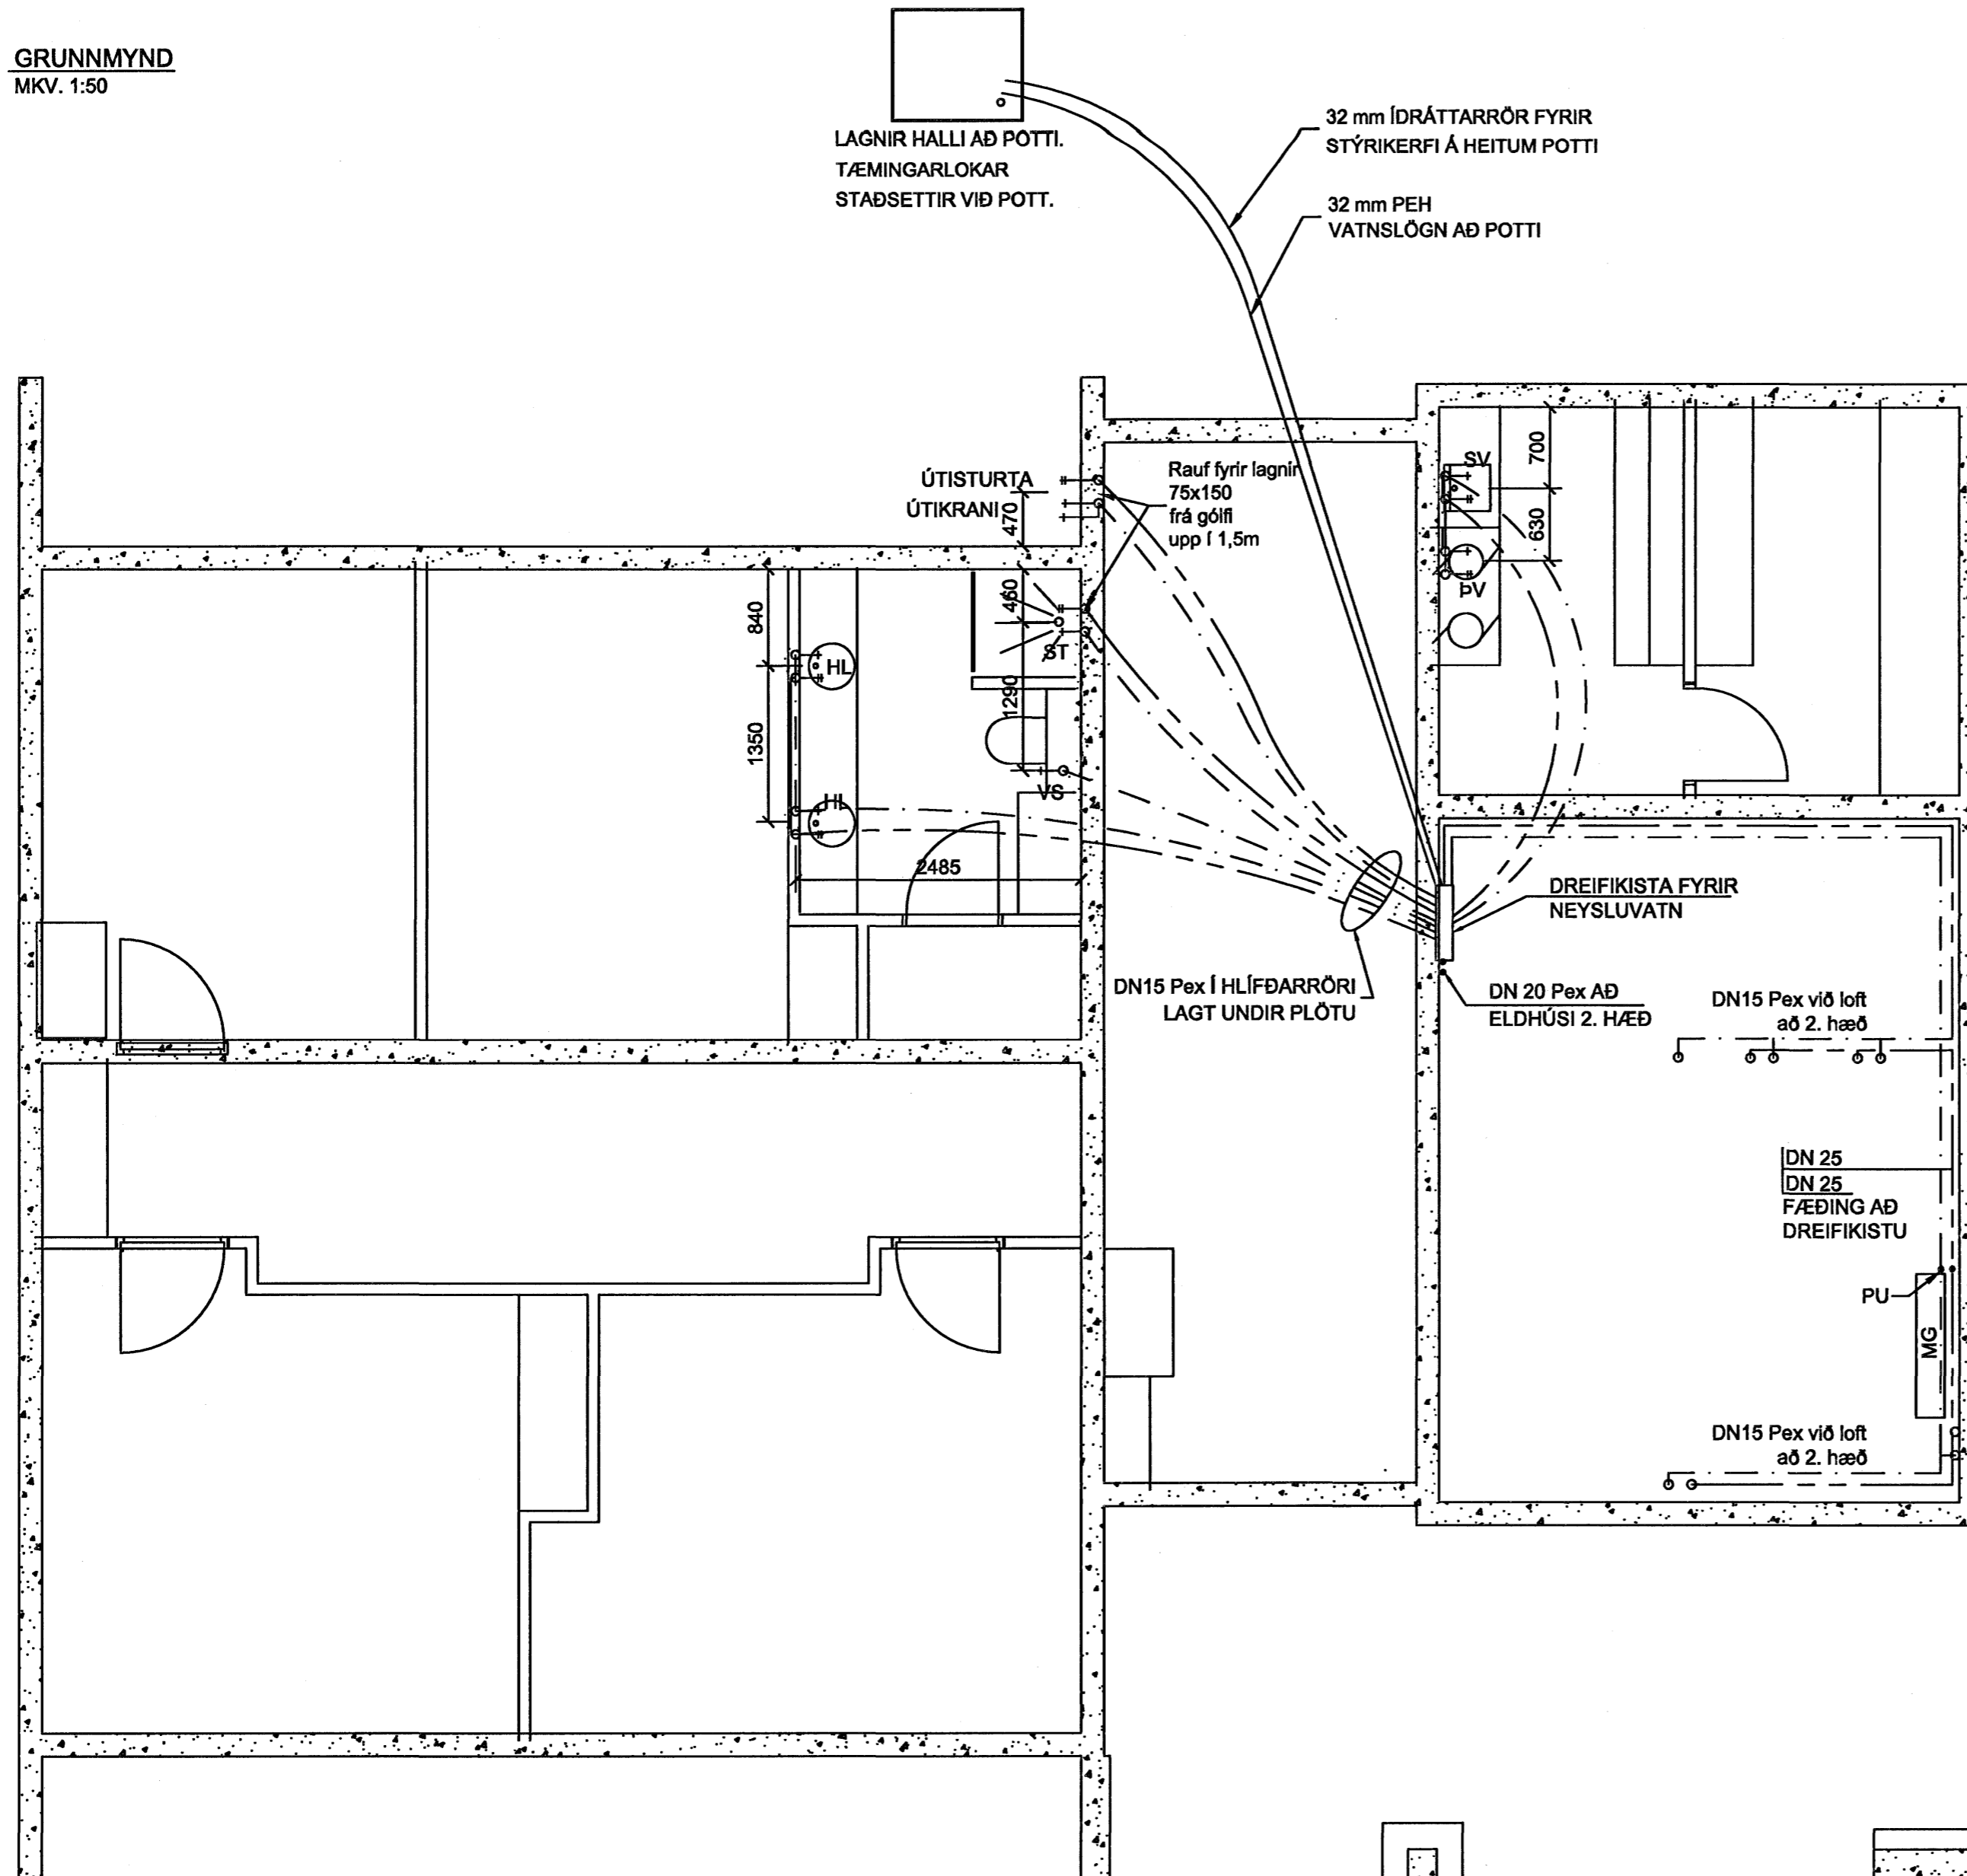 GRUNNMYND
MKV. 1:50
LAGNIR HALLI AÐ POTTI.
TÆMINGARLOKAR
STAÐSETTIR VIÐ POTT.
32 mm ÍDRÁTTARRÖR FYRIR
STÝRIKERFI Á HEITUM POTTI
32 mm PEH
VATNSLÖGN AÐ POTTI
ÚTISTURTA
ÚTIKRANI
470
Rauf fyrir lagnir
75x150
frá gólfi
upp í 1,5m
SV
700
630
ÞV
840
HL
460
ST
1290
1350
HL
VS
2485
DREIFIKISTA FYRIR
NEYSLUVATN
DN15 Pex Í HLÍFÐARRÖRI
LAGT UNDIR PLÖTU
DN 20 Pex AÐ
ELDHÚSI 2. HÆÐ
DN15 Pex við loft
að 2. hæð
DN 25
DN 25
FÆÐING AÐ
DREIFIKISTU
PU
MG
DN15 Pex við loft
að 2. hæð